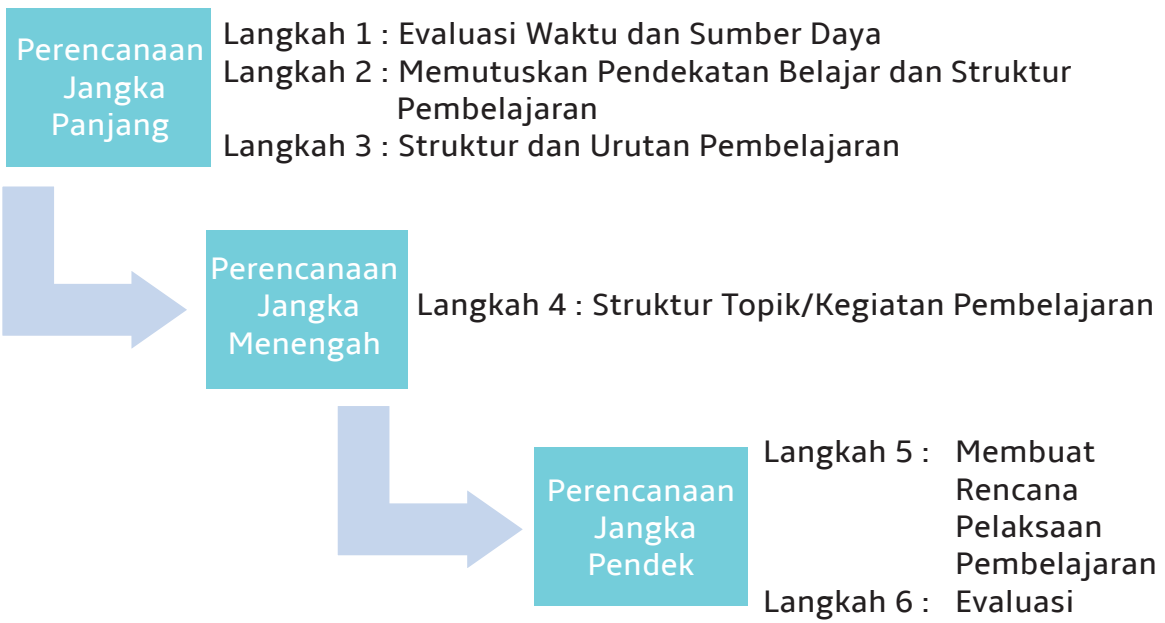 Perencanaan
Jangka
Panjang
Langkah 1 : Evaluasi Waktu dan Sumber Daya
Langkah 2 : Memutuskan Pendekatan Belajar dan Struktur
Pembelajaran
Langkah 3 : Struktur dan Urutan Pembelajaran
Perencanaan
Jangka
Menengah
Langkah 4 : Struktur Topik/Kegiatan Pembelajaran
Perencanaan
Jangka
Pendek
Langkah 5 : Membuat
Rencana
Pelaksaan
Pembelajaran
Langkah 6 : Evaluasi